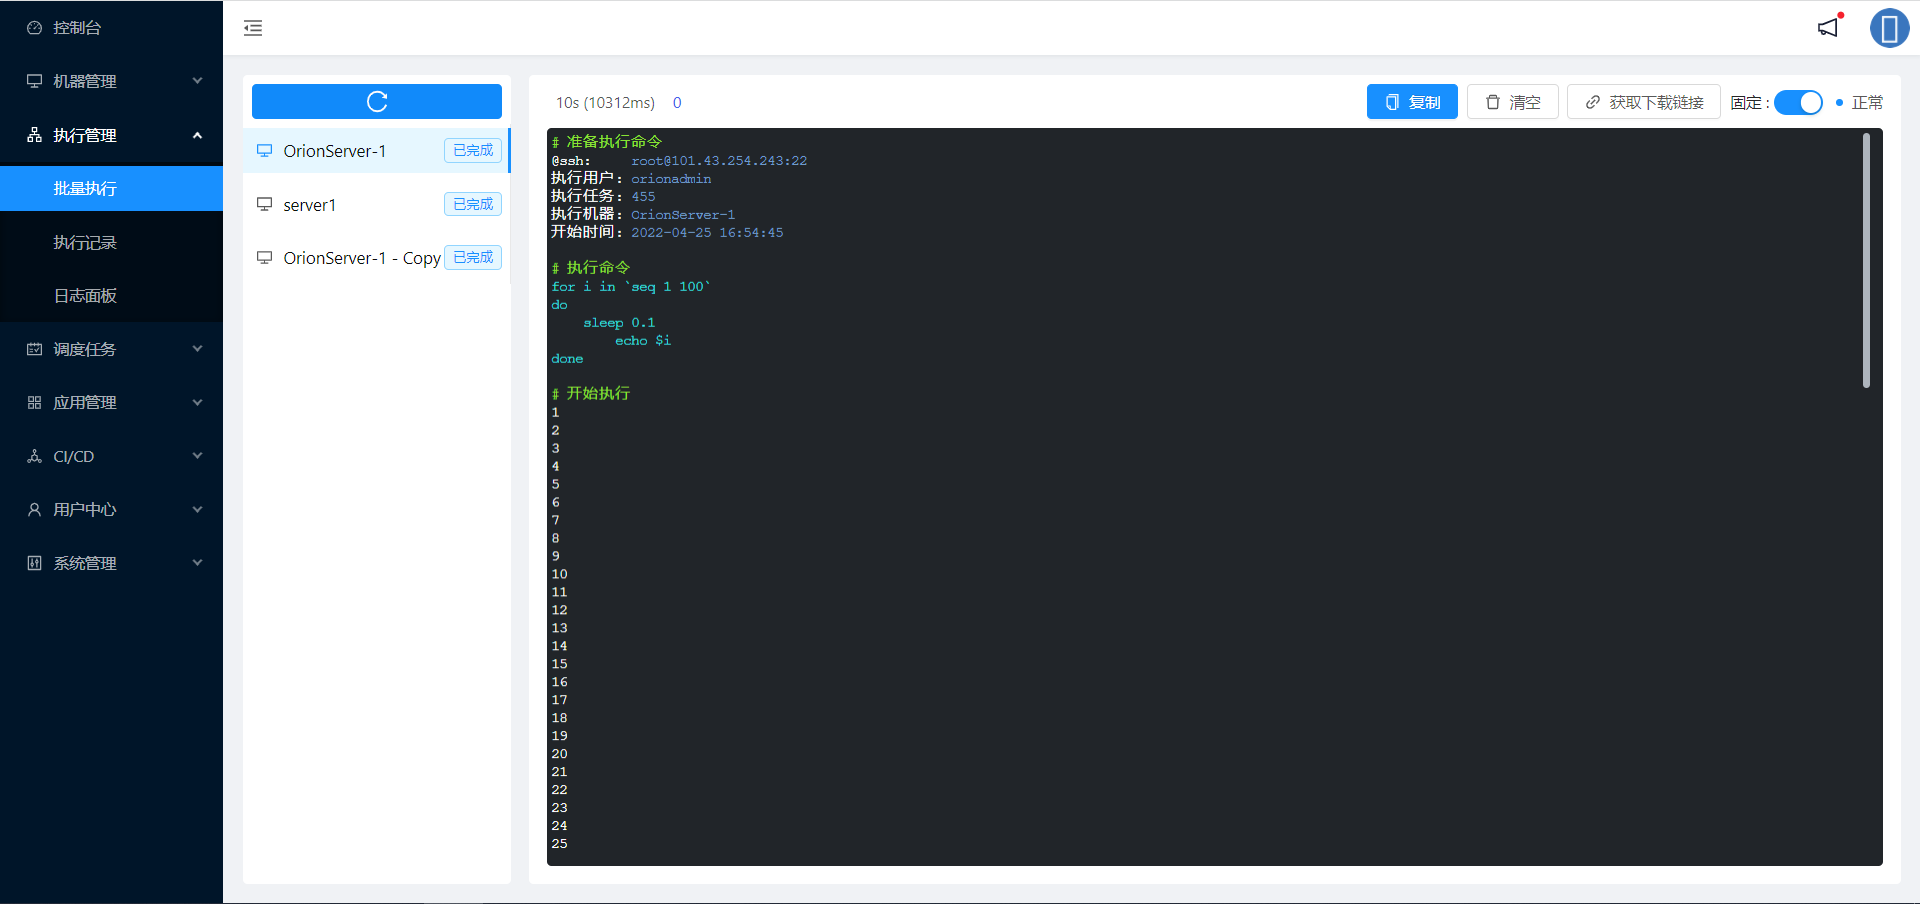 控制台
机器管理
执行管理
批量执行
执行记录
日志面板
调度任务
应用管理
CI/CD
用户中心
系统管理
OrionServer-1 已完成
server1 已完成
OrionServer-1 - Copy 已完成
10s (10312ms) 0 复制 清空 获取下载链接 固定 : 正常
# 准备执行命令
@ssh: root@101.43.254.243:22
执行用户: orionadmin
执行任务: 455
执行机器: OrionServer-1
开始时间: 2022-04-25 16:54:45
# 执行命令
for i in `seq 1 100`
do
sleep 0.1
echo $i
done
# 开始执行
1
2
3
4
5
6
7
8
9
10
11
12
13
14
15
16
17
18
19
20
21
22
23
24
25